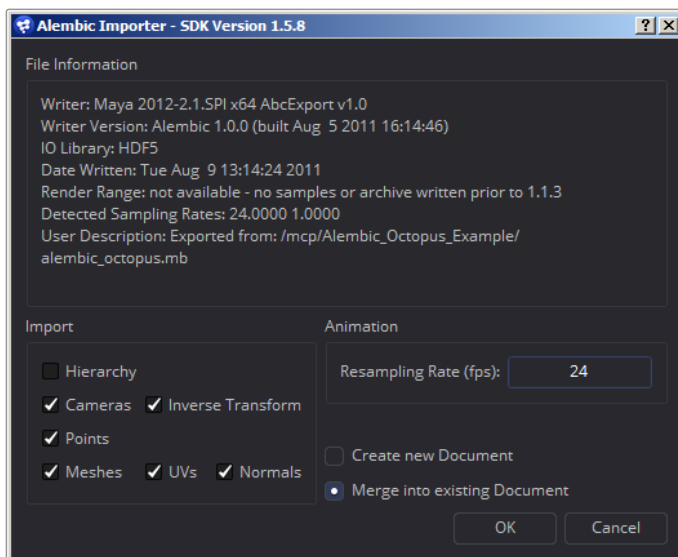 Alembic Importer - SDK Version 1.5.8
File Information
Writer: Maya 2012-2.1.SPI x64 AbcExport v1.0
Writer Version: Alembic 1.0.0 (built Aug  5 2011 16:14:46)
IO Library: HDF5
Date Written: Tue Aug  9 13:14:24 2011
Render Range: not available - no samples or archive written prior to 1.1.3
Detected Sampling Rates: 24.0000 1.0000
User Description: Exported from: /mcp/Alembic_Octopus_Example/
alembic_octopus.mb
Import
Hierarchy
Cameras Inverse Transform
Points
Meshes UVs Normals
Animation
Resampling Rate (fps): 24
Create new Document
Merge into existing Document
OK Cancel